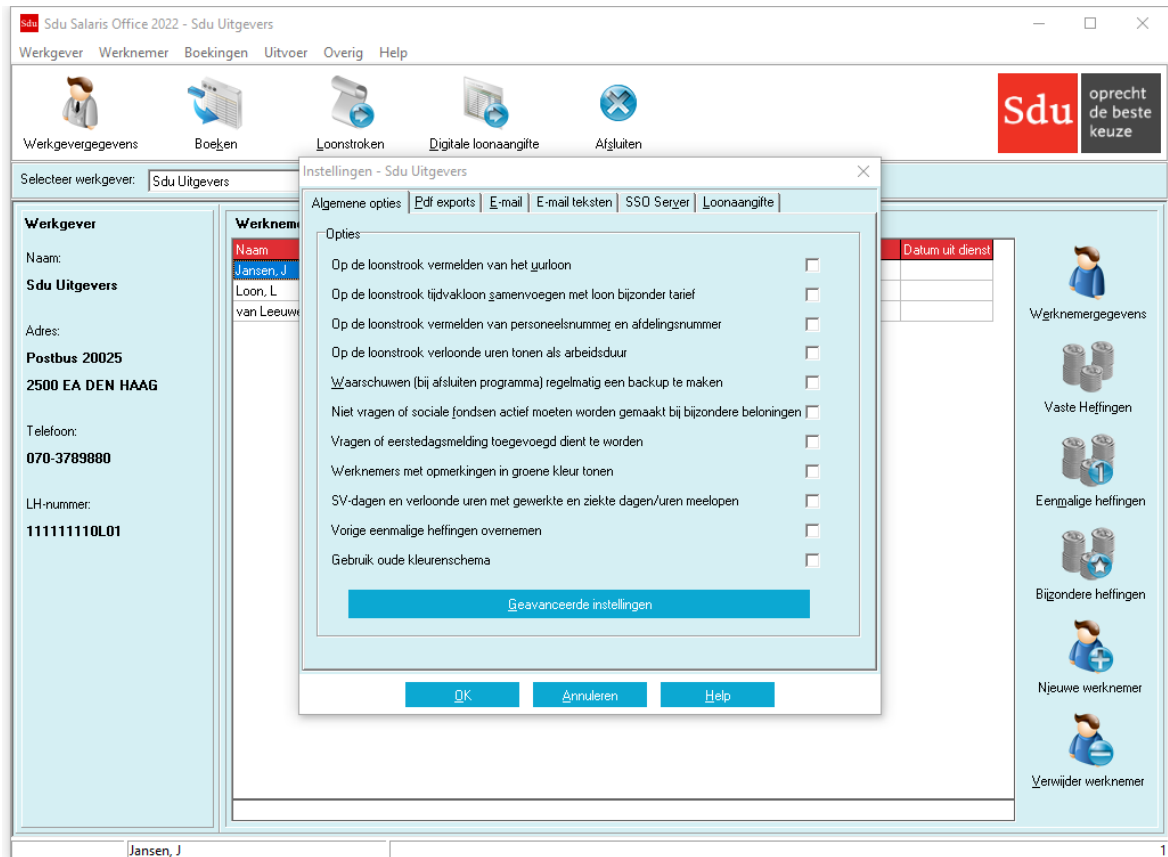 Sdu Sdu Salaris Office 2022 - Sdu Uitgevers
Werkgever Werknemer Boekingen Uitvoer Overig Help
Werkgevergegevens Boeken Loonstroken Digitale loonaangifte Afsluiten
Sdu
oprecht
de beste
keuze
Selecteer werkgever: Sdu Uitgevers
Werkgever
Naam:
Sdu Uitgevers
Adres:
Postbus 20025
2500 EA DEN HAAG
Telefoon:
070-3789880
LH-nummer:
111111110L01
Werkneme
Naam Datum uit dienst
Jansen, J
Loon, L
van Leeuwe
Instellingen - Sdu Uitgevers
Algemene opties Pdf exports E-mail E-mail teksten SSO Server Loonaangifte
Opties
Op de loonstrook vermelden van het uurloon
Op de loonstrook tijdvakloon samenvoegen met loon bijzonder tarief
Op de loonstrook vermelden van personeelsnummer en afdelingsnummer
Op de loonstrook verloonde uren tonen als arbeidsduur
Waarschuwen (bij afsluiten programma) regelmatig een backup te maken
Niet vragen of sociale fondsen actief moeten worden gemaakt bij bijzondere beloningen
Vragen of eerstedagsmelding toegevoegd dient te worden
Werknemers met opmerkingen in groene kleur tonen
SV-dagen en verloonde uren met gewerkte en ziekte dagen/uren meelopen
Vorige eenmalige heffingen overnemen
Gebruik oude kleurenschema
Geavanceerde instellingen
OK Annuleren Help
Werknemergegevens
Vaste Heffingen
1
Eenmalige heffingen
Bijzondere heffingen
Nieuwe werknemer
Verwijder werknemer
Jansen, J 1